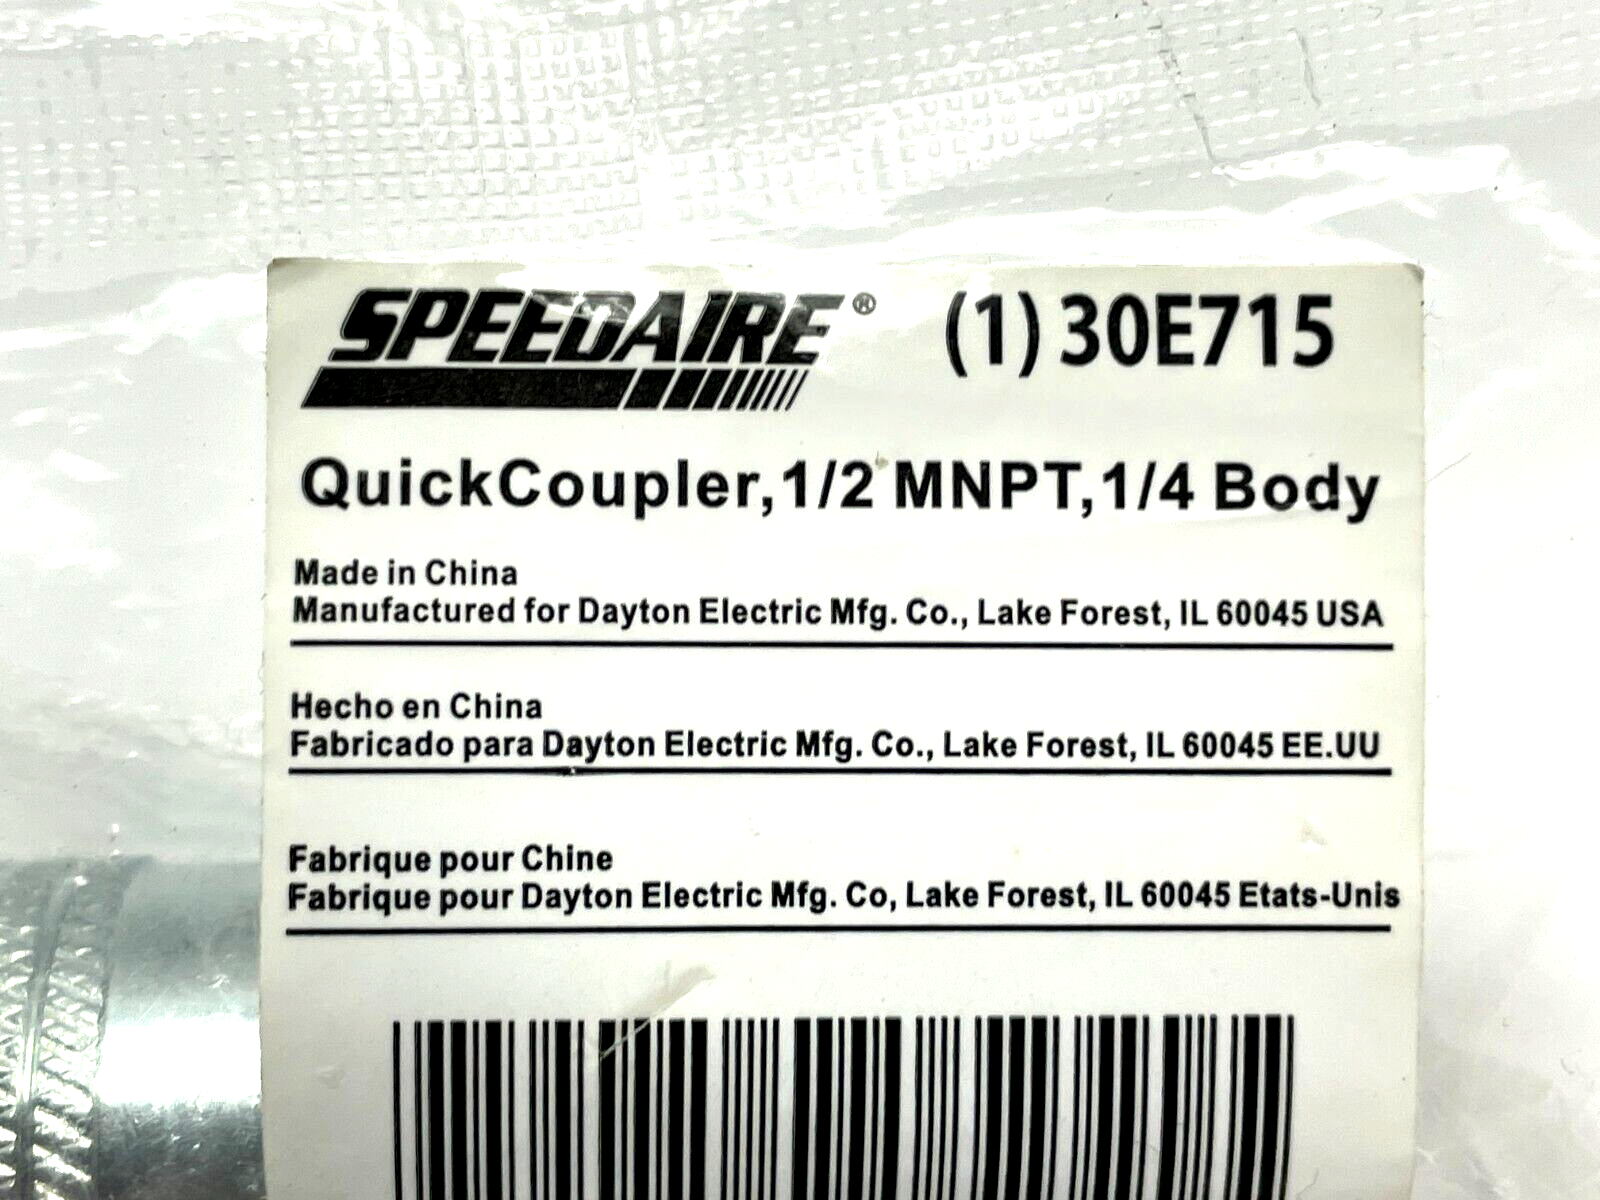 SPEEDAIRE® (1) 30E715
QuickCoupler, 1/2 MNPT, 1/4 Body
Made in China
Manufactured for Dayton Electric Mfg. Co., Lake Forest, IL 60045 USA
Hecho en China
Fabricado para Dayton Electric Mfg. Co., Lake Forest, IL 60045 EE.UU
Fabrique pour Chine
Fabrique pour Dayton Electric Mfg. Co, Lake Forest, IL 60045 Etats-Unis